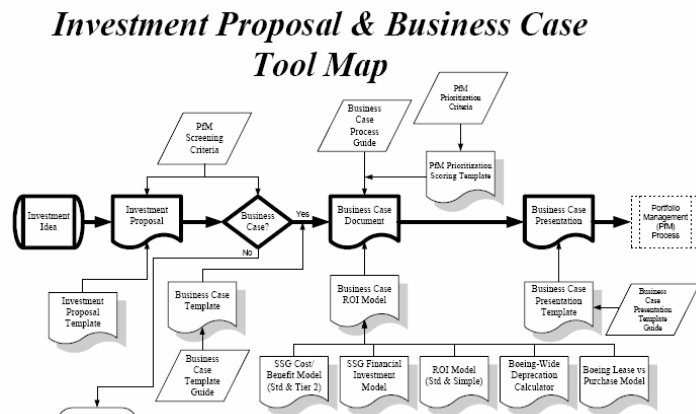 Investment Proposal & Business Case
Tool Map
PfM
Screening
Criteria
Business
Case
Process
Guide
PfM
Prioritization
Criteria
PfM Prioritization
Scoring Template
Investment
Idea
Investment
Proposal
Business
Case?
Yes
No
Business Case
Document
Business Case
Presentation
Portfolio
Management
(PfM)
Process
Investment
Proposal
Template
Business Case
Template
Business
Case
Template
Guide
Business Case
ROI Model
Business Case
Presentation
Template
Business
Case
Presentation
Template
Guide
SSG Cost/
Benefit Model
(Std & Tier 2)
SSG Financial
Investment
Model
ROI Model
(Std & Simple)
Boeing-Wide
Deprecation
Calculator
Boeing Lease vs
Purchase Model